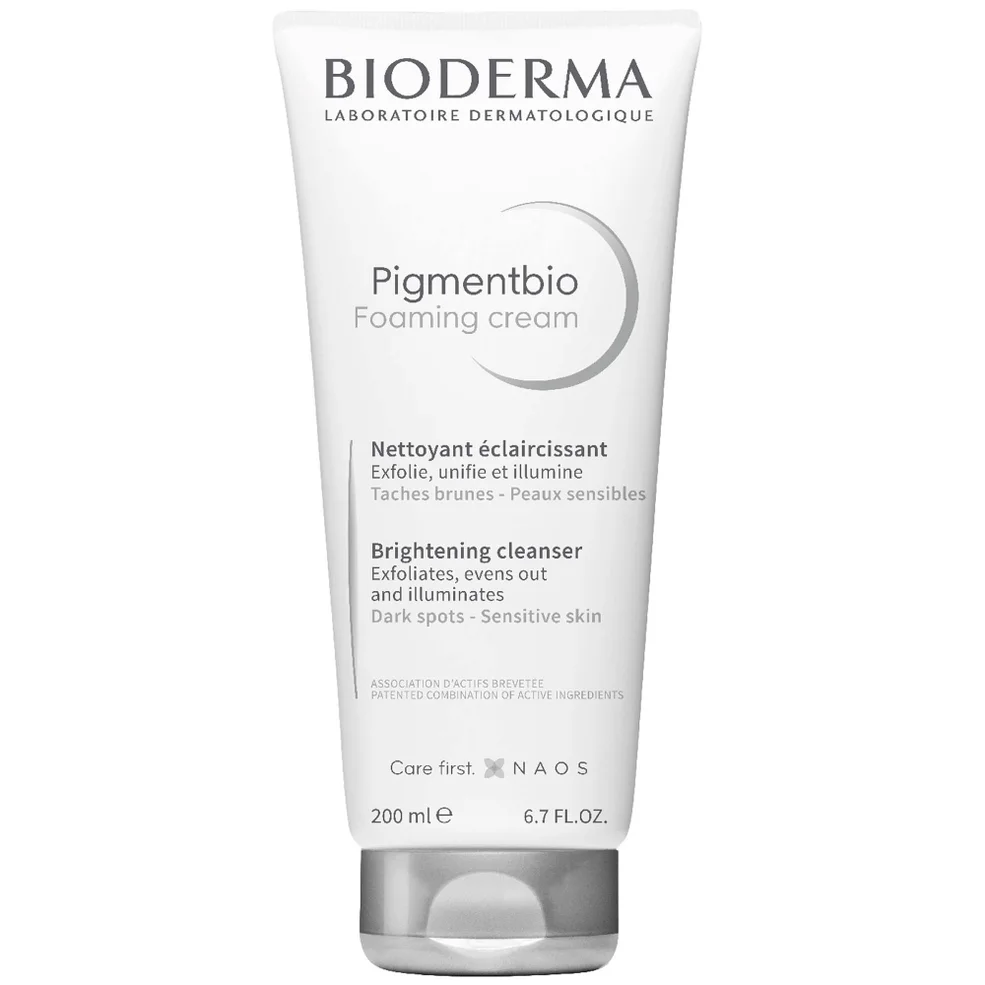 BIODERMA
LABORATOIRE DERMATOLOGIQUE
Pigmentbio
Foaming cream
Nettoyant éclaircissant
Exfolie, unifie et illumine
Taches brunes - Peaux sensibles
Brightening cleanser
Exfoliates, evens out
and illuminates
Dark spots - Sensitive skin
ASSOCIATION D'ACTIFS BREVETÉE
PATENTED COMBINATION OF ACTIVE INGREDIENTS
Care first. NAOS
200 ml ℮ 6.7 FL.OZ.